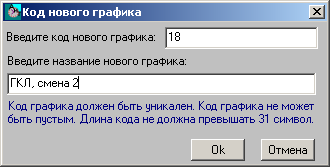 Код нового графика
Введите код нового графика: 18
Введите название нового графика:
ГКЛ, смена 2
Код графика должен быть уникален. Код графика не может
быть пустым. Длина кода не должна превышать 31 символ.
Ok Отмена